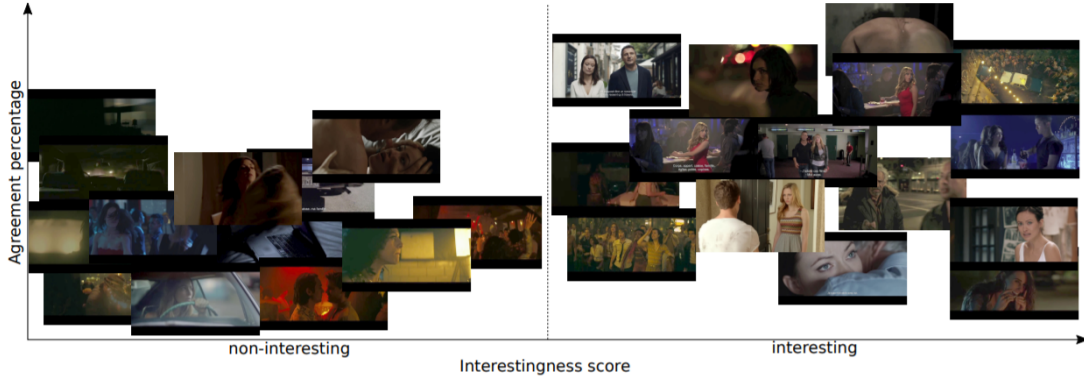 Agreement percentage
non-interesting
interesting
Interestingness score